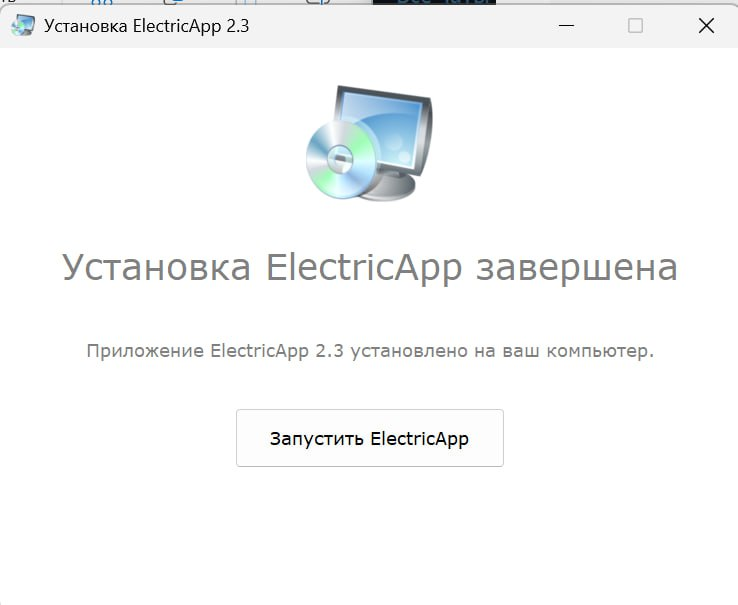 Установка ElectricApp 2.3
Установка ElectricApp завершена
Приложение ElectricApp 2.3 установлено на ваш компьютер.
Запустить ElectricApp